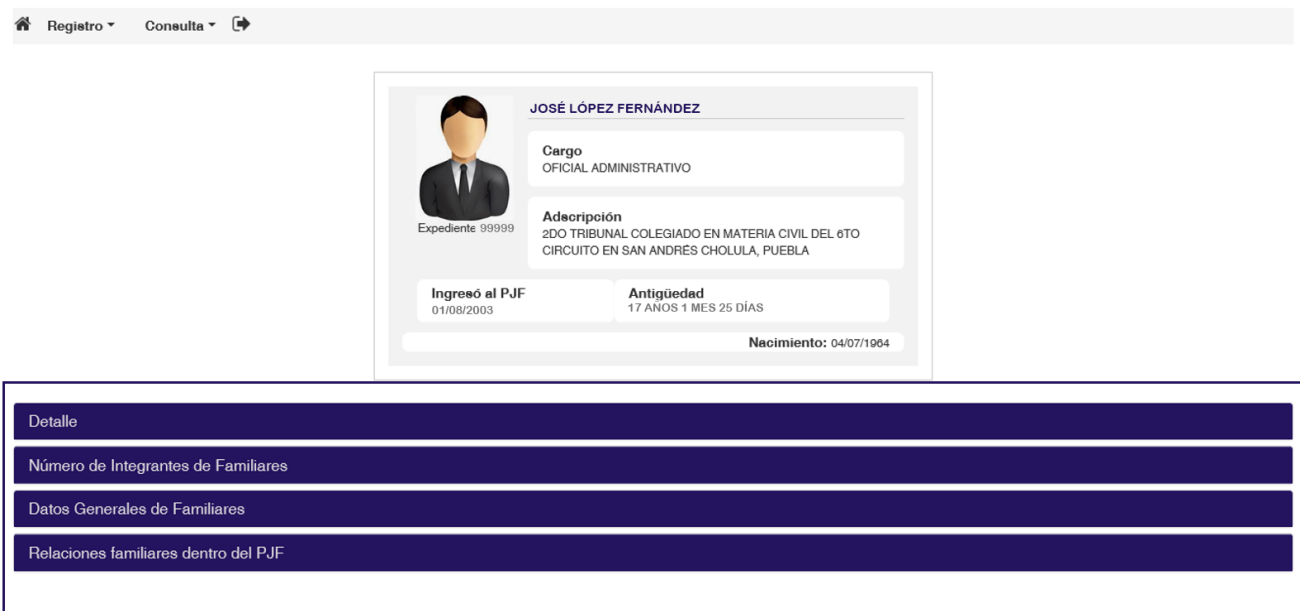 Registro Consulta
JOSÉ LÓPEZ FERNÁNDEZ
Cargo
OFICIAL ADMINISTRATIVO
Adscripción
2DO TRIBUNAL COLEGIADO EN MATERIA CIVIL DEL 6TO
CIRCUITO EN SAN ANDRÉS CHOLULA, PUEBLA
Expediente 99999
Ingresó al PJF
01/08/2003
Antigüedad
17 AÑOS 1 MES 25 DÍAS
Nacimiento: 04/07/1964
Detalle
Número de Integrantes de Familiares
Datos Generales de Familiares
Relaciones familiares dentro del PJF